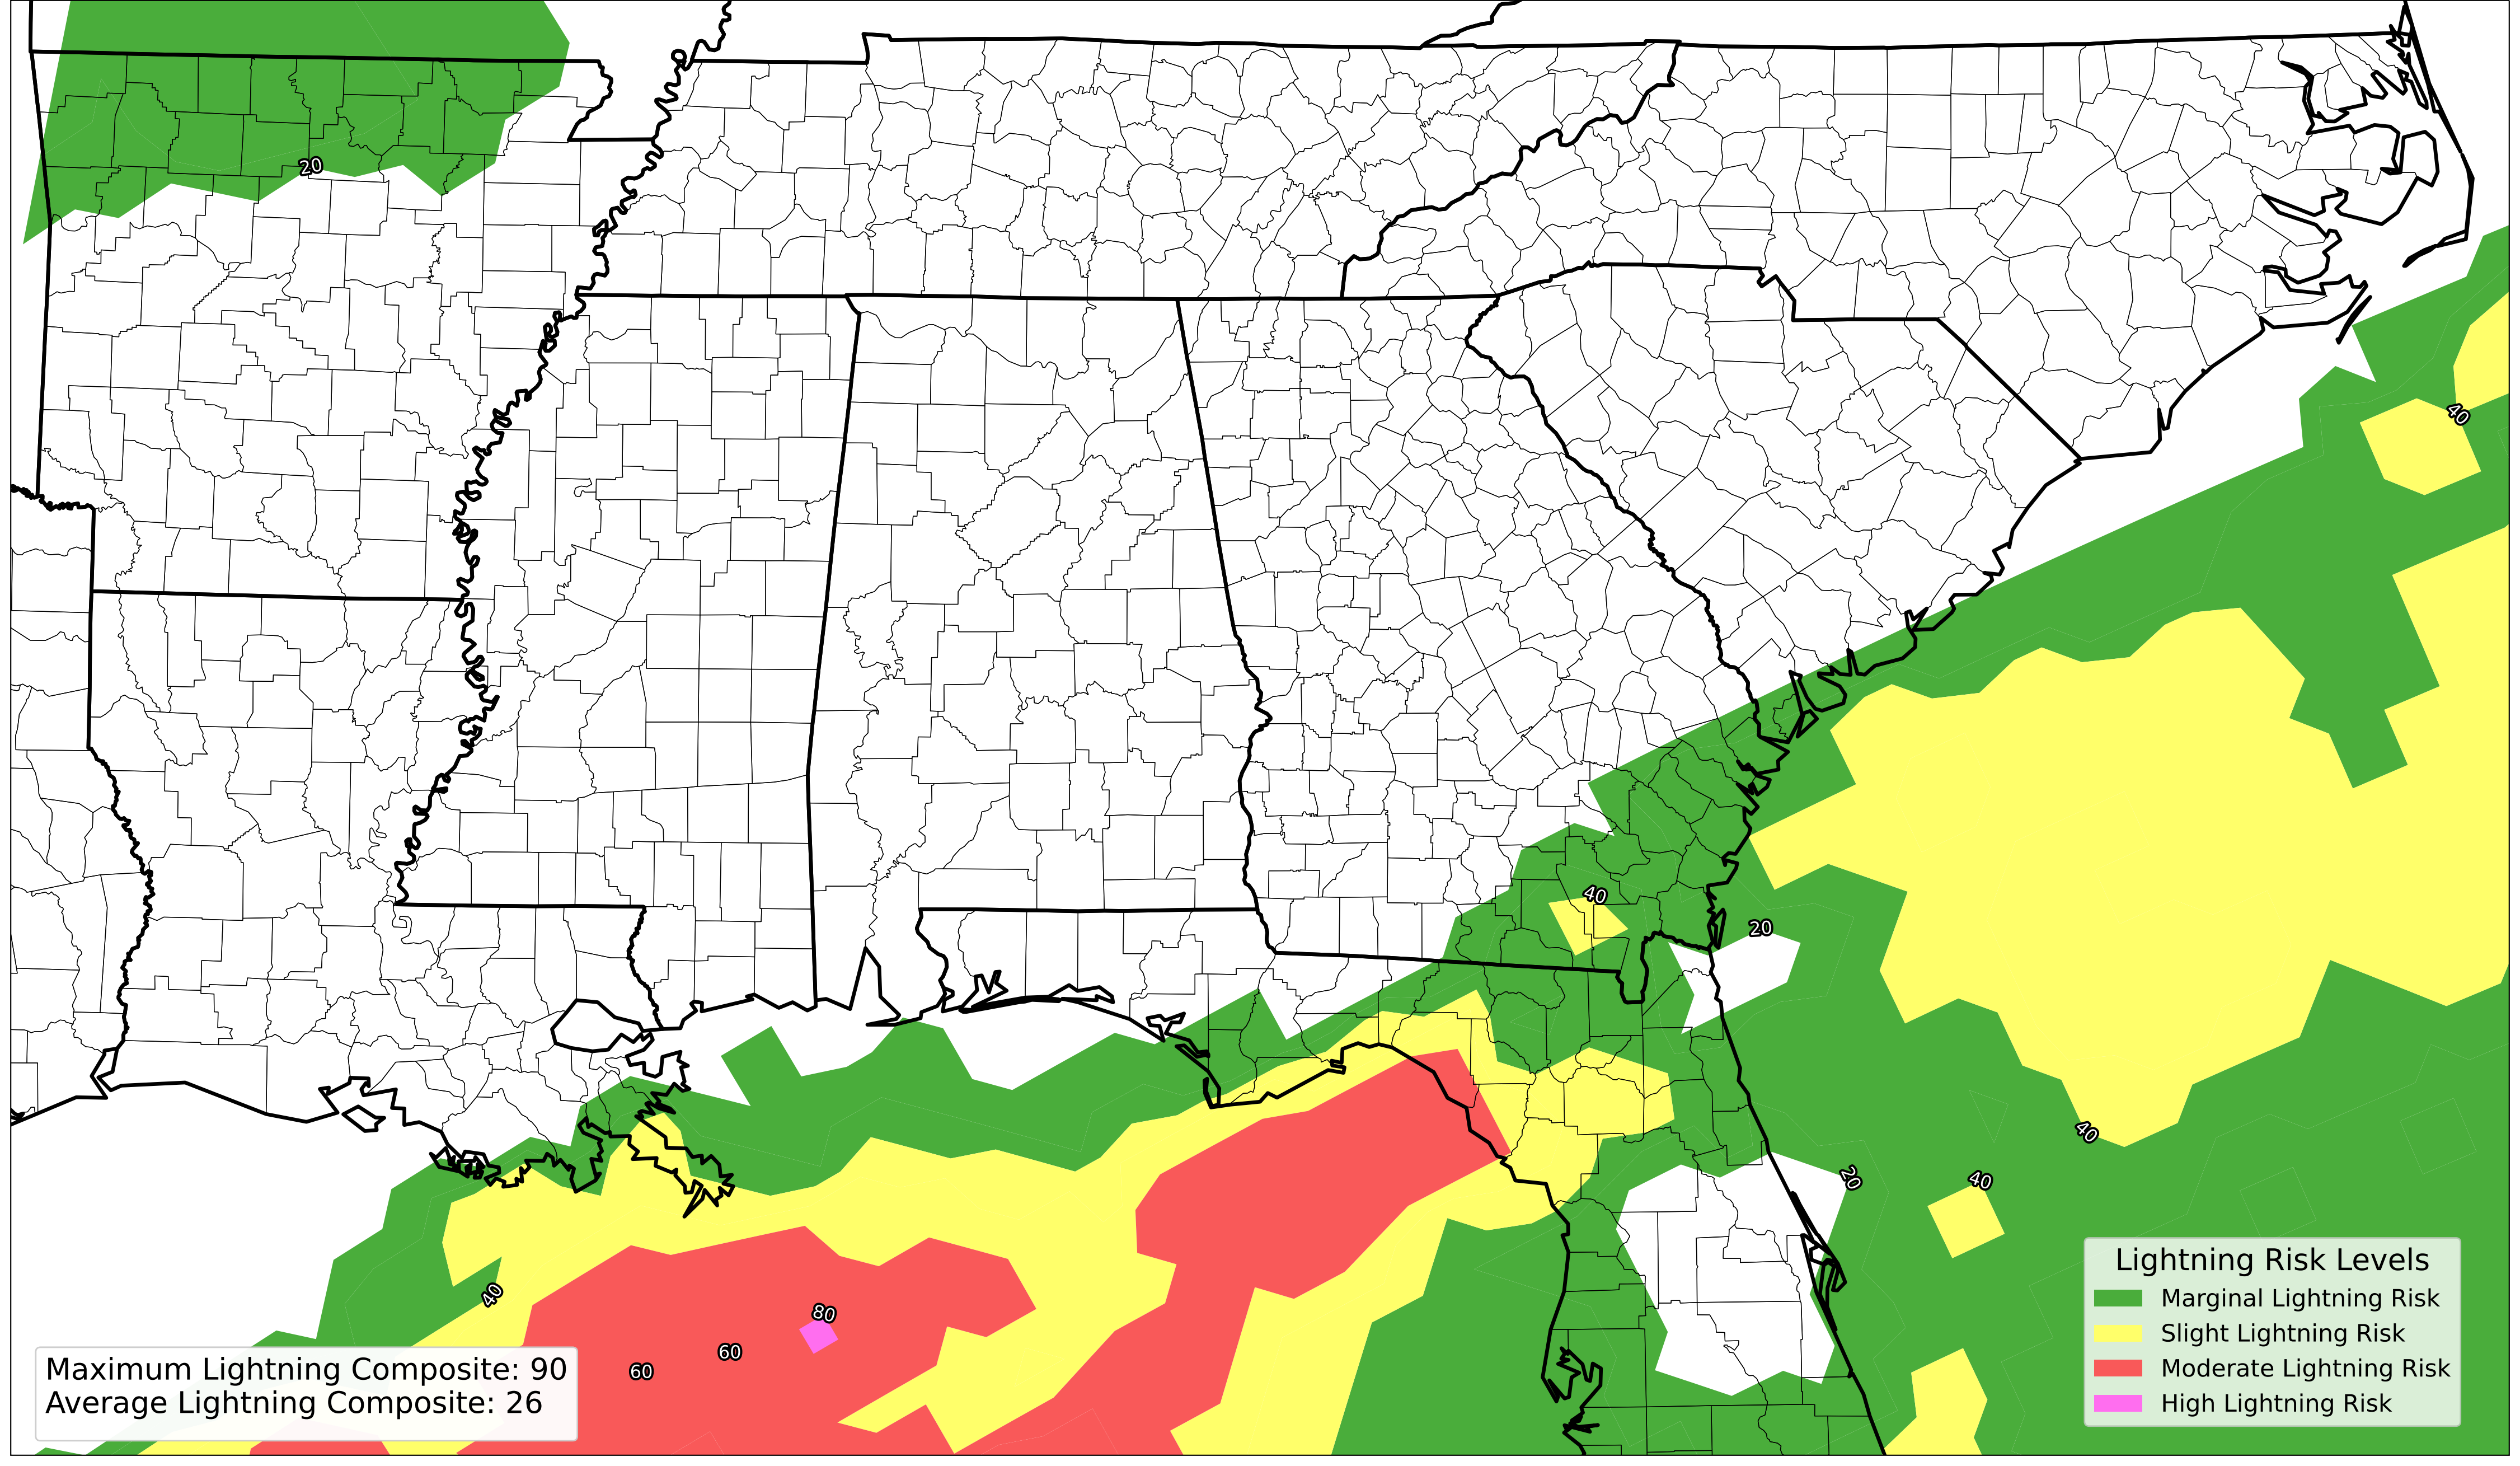 20
40
40
20
40
20
40
40
80
60
60
Maximum Lightning Composite: 90
Average Lightning Composite: 26
Lightning Risk Levels
Marginal Lightning Risk
Slight Lightning Risk
Moderate Lightning Risk
High Lightning Risk